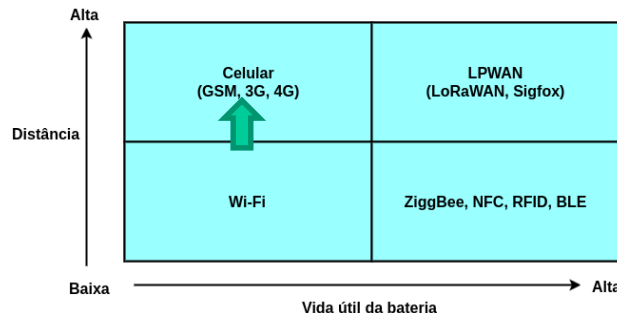 Alta
Celular
(GSM, 3G, 4G)
LPWAN
(LoRaWAN, Sigfox)
Distância
Wi-Fi
ZiggBee, NFC, RFID, BLE
Baixa
Alta
Vida útil da bateria